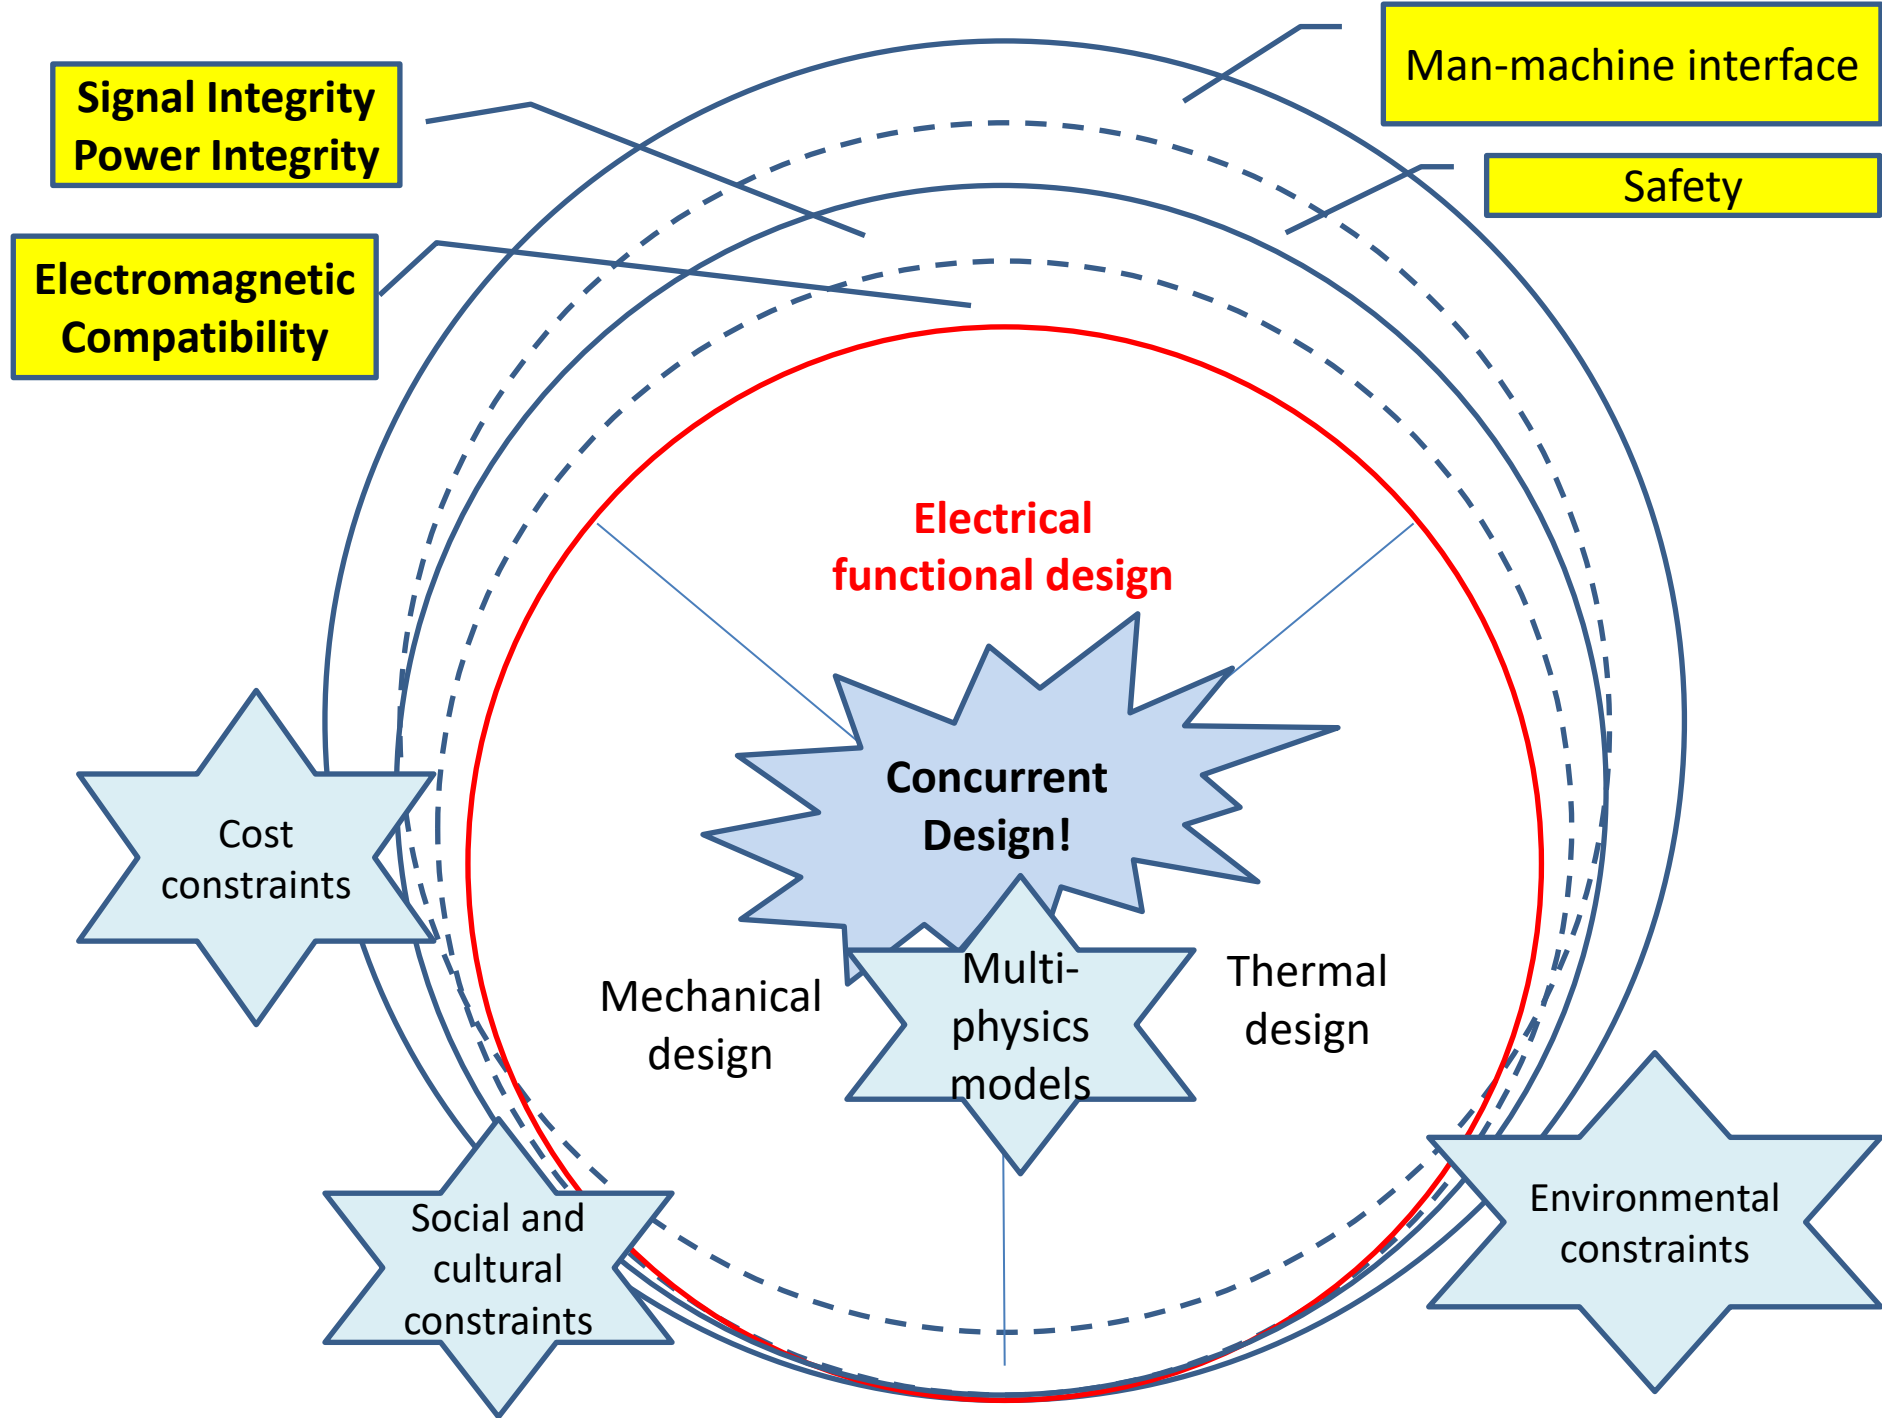 Man-machine interface
Signal Integrity
Power Integrity
Safety
Electromagnetic
Compatibility
Electrical
functional design
Concurrent
Design!
Cost
constraints
Mechanical
design
Multi-
physics
models
Thermal
design
Social and
cultural
constraints
Environmental
constraints